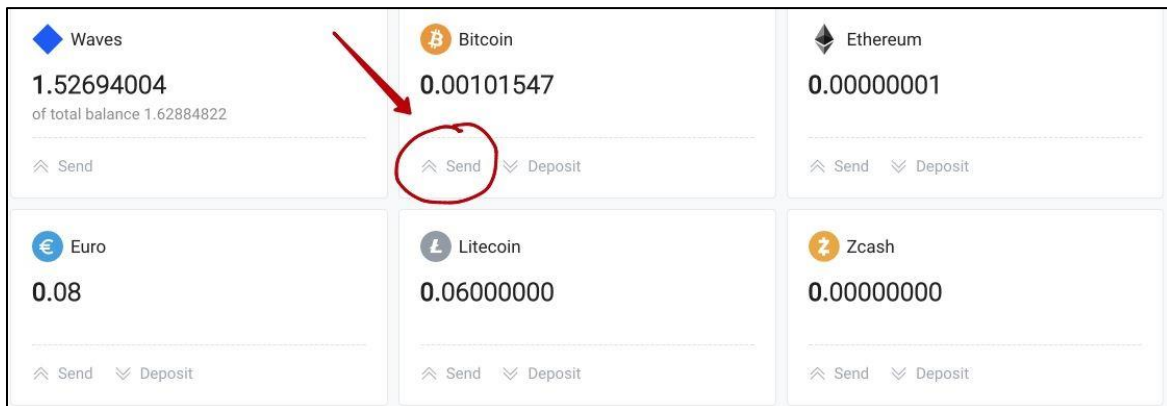 Waves
1.52694004
of total balance 1.62884822
Send
Bitcoin
0.00101547
Send Deposit
Ethereum
0.00000001
Send Deposit
€ Euro
0.08
Send Deposit
Litecoin
0.06000000
Send Deposit
Zcash
0.00000000
Send Deposit